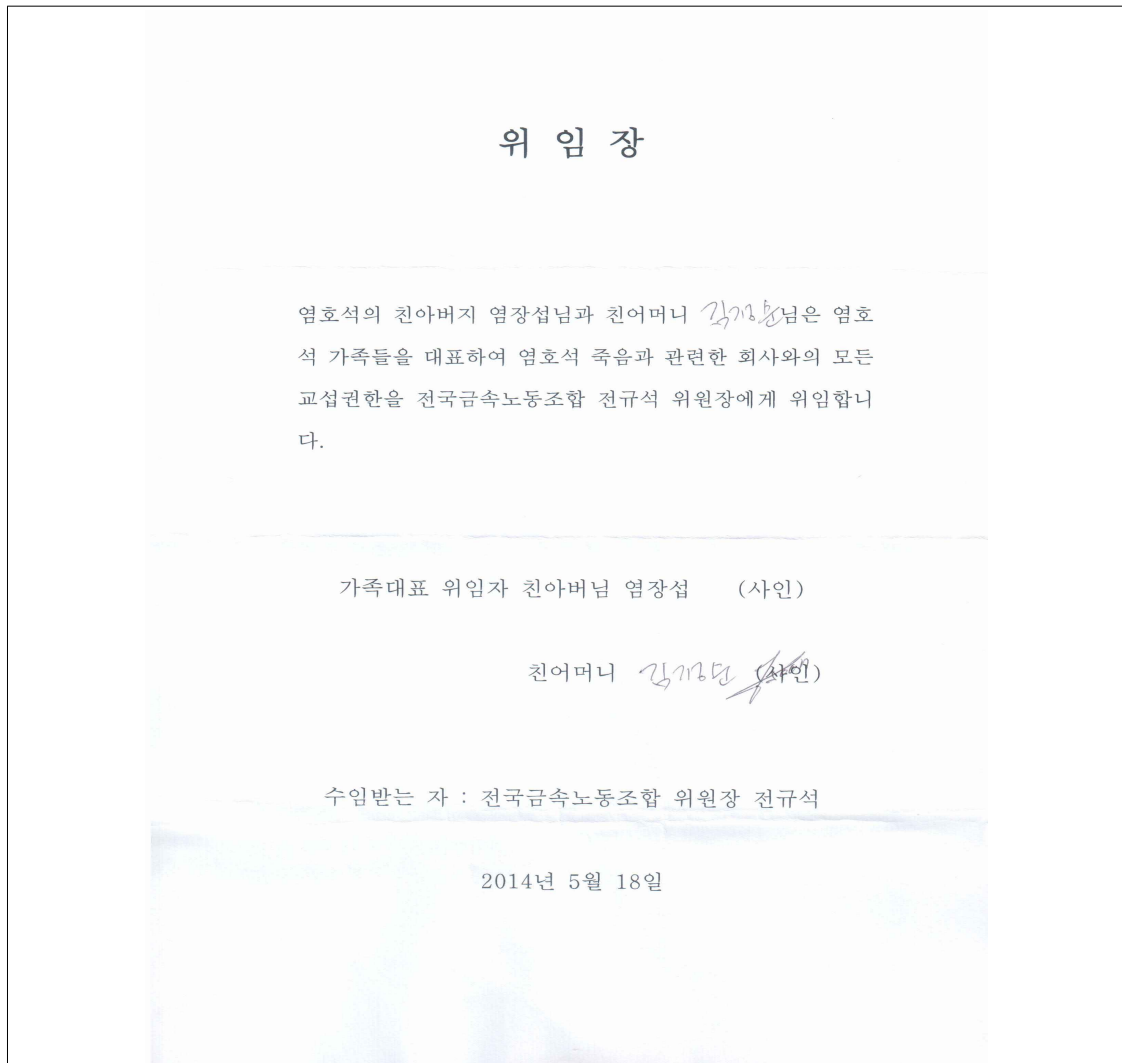 위 임 장
염호석의 친아버지 염장섭님과 친어머니 님은 염호
석 가족들을 대표하여 염호석 죽음과 관련한 회사와의 모든
교섭권한을 전국금속노동조합 전규석 위원장에게 위임합니
다.
가족대표 위임자 친아버님 염장섭 (사인)
친어머니 (사인)
수임받는 자 : 전국금속노동조합 위원장 전규석
2014년 5월 18일